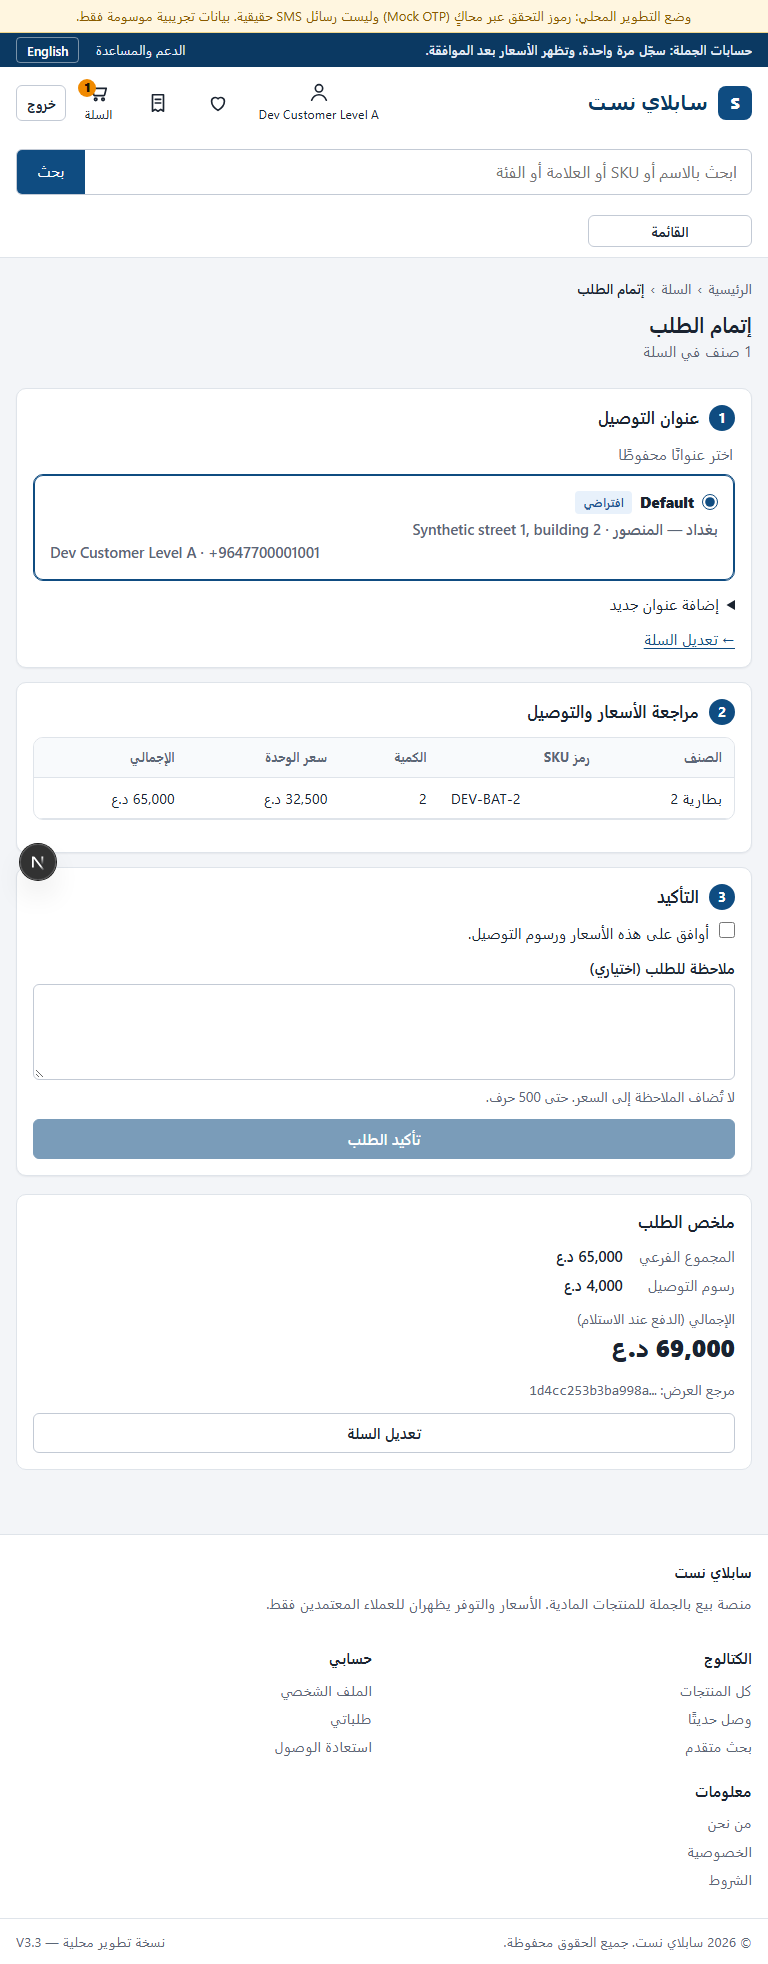 وضع التطوير المحلي: رموز التحقق عبر محاكٍ (Mock OTP) وليست رسائل SMS حقيقية. بيانات تجريبية موسومة فقط.
حسابات الجملة: سجّل مرة واحدة، وتظهر الأسعار بعد الموافقة.
الدعم والمساعدة
English
S
سابلاي نست
Dev Customer Level A
1
السلة
خروج
ابحث بالاسم أو SKU أو العلامة أو الفئة
بحث
القائمة
الرئيسية › السلة › إتمام الطلب
إتمام الطلب
1 صنف في السلة
1 عنوان التوصيل
اختر عنوانًا محفوظًا
Default افتراضي
بغداد — المنصور · Synthetic street 1, building 2
Dev Customer Level A · +9647700001001
إضافة عنوان جديد
← تعديل السلة
2 مراجعة الأسعار والتوصيل
الصنف رمز SKU الكمية سعر الوحدة الإجمالي
بطارية 2 DEV-BAT-2 2 32,500 د.ع 65,000 د.ع
N
3 التأكيد
أوافق على هذه الأسعار ورسوم التوصيل.
ملاحظة للطلب (اختياري)
لا تُضاف الملاحظة إلى السعر. حتى 500 حرف.
تأكيد الطلب
ملخص الطلب
المجموع الفرعي 65,000 د.ع
رسوم التوصيل 4,000 د.ع
الإجمالي (الدفع عند الاستلام)
69,000 د.ع
مرجع العرض: 1d4cc253b3ba998a…
تعديل السلة
سابلاي نست
منصة بيع بالجملة للمنتجات المادية. الأسعار والتوفر يظهران للعملاء المعتمدين فقط.
الكتالوج
كل المنتجات
وصل حديثًا
بحث متقدم
حسابي
الملف الشخصي
طلباتي
استعادة الوصول
معلومات
من نحن
الخصوصية
الشروط
© 2026 سابلاي نست. جميع الحقوق محفوظة.
نسخة تطوير محلية — V3.3